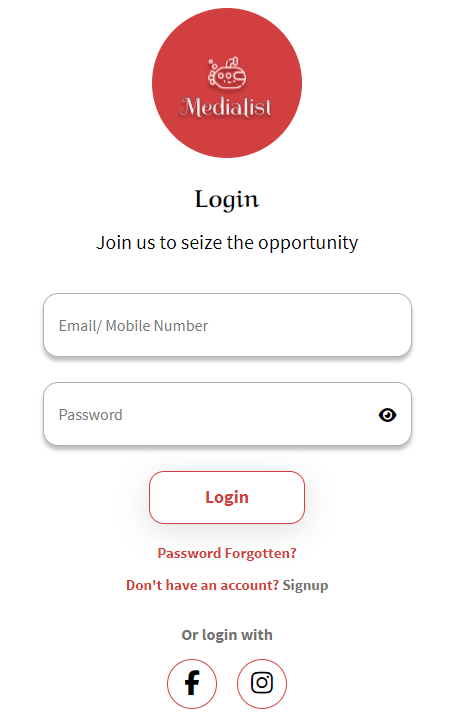 Medialist
Login
Join us to seize the opportunity
Email/ Mobile Number
Password
Login
Password Forgotten?
Don't have an account? Signup
Or login with